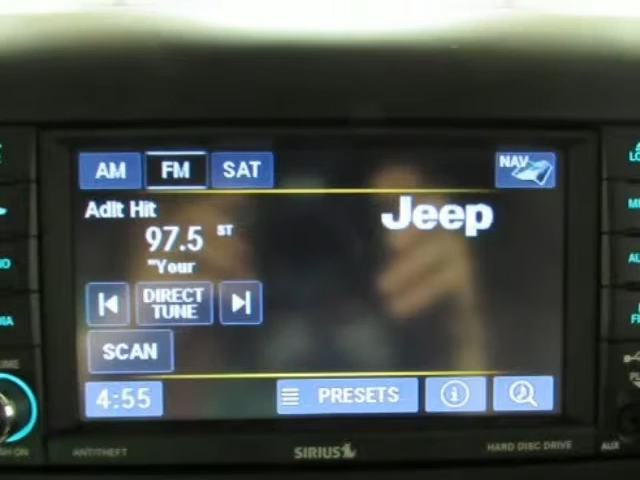 AM FM SAT NAV
Adlt Hit
Jeep
97.5 ST
"Your
DIRECT
TUNE
SCAN
4:55 PRESETS
ANTITHEFT SIRIUS HARD DISC DRIVE AUX